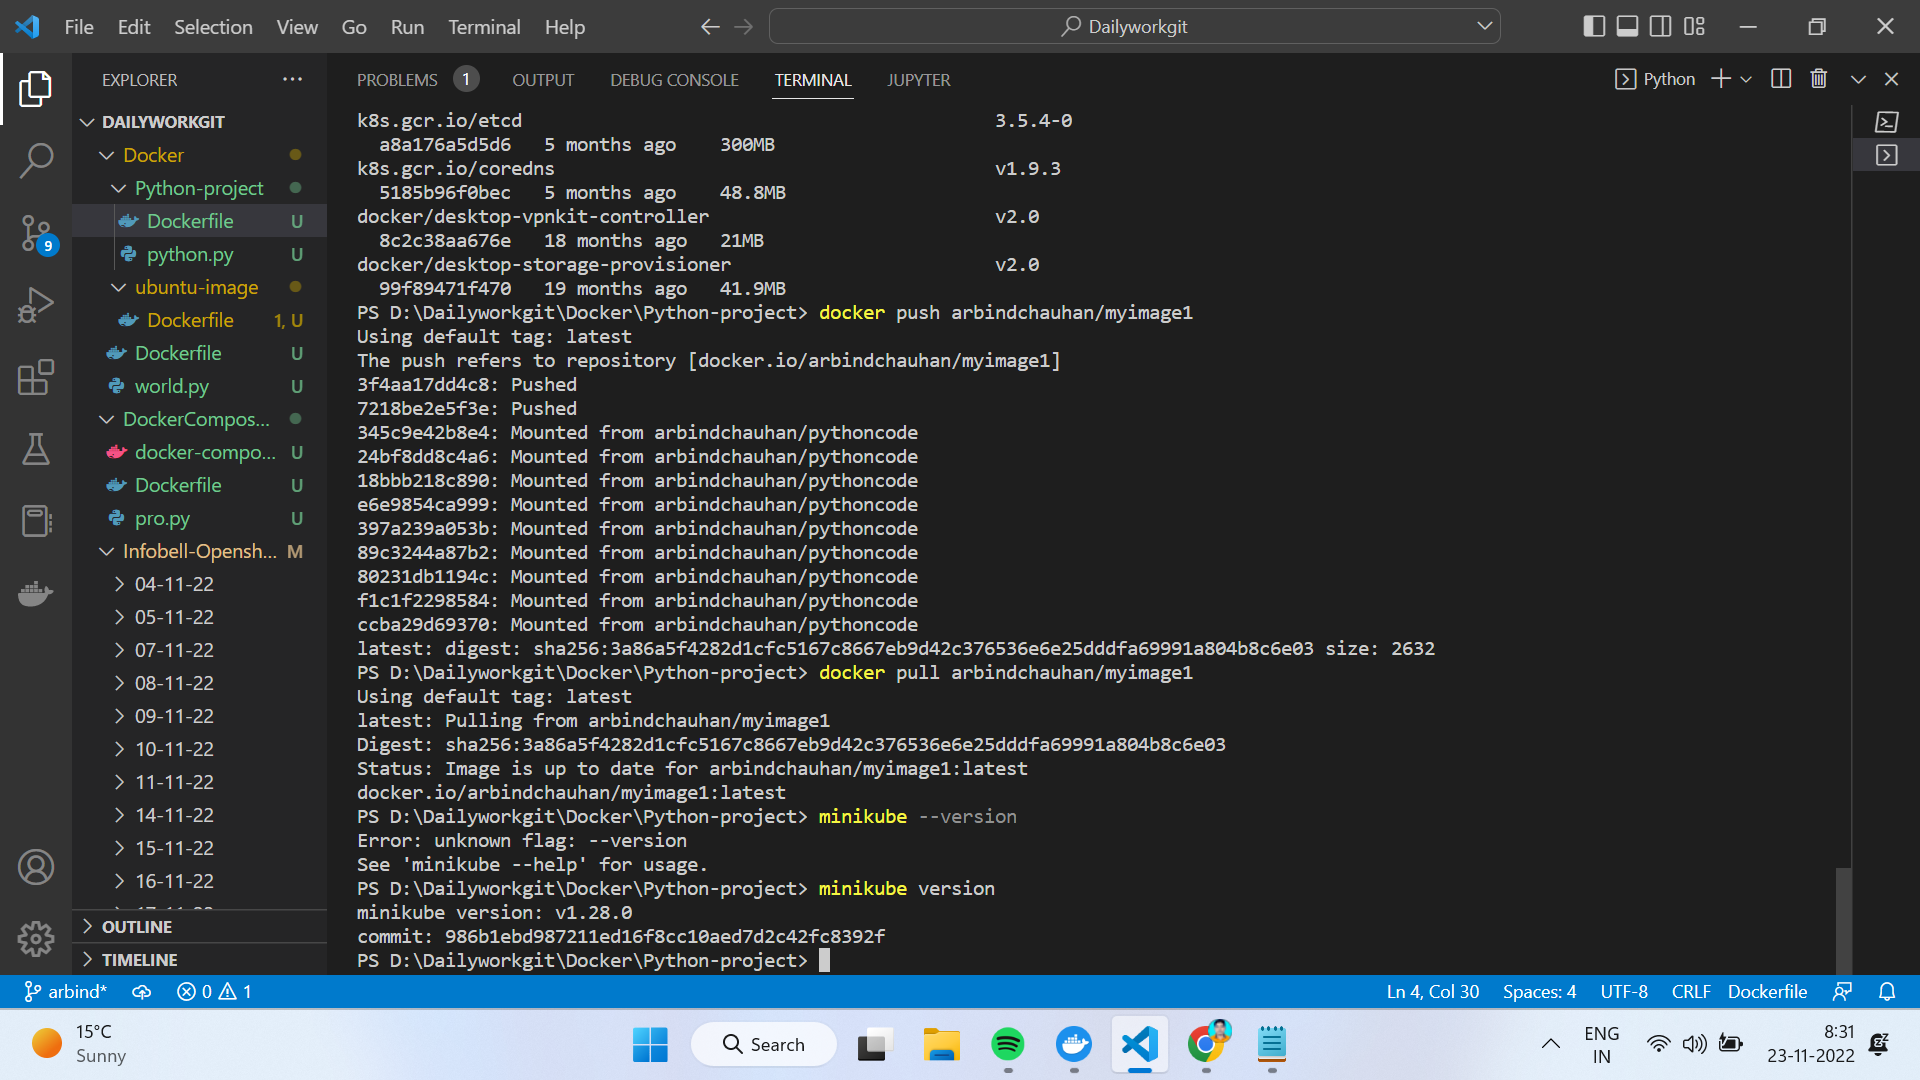 File Edit Selection View Go Run Terminal Help
Dailyworkgit
EXPLORER
PROBLEMS 1 OUTPUT DEBUG CONSOLE TERMINAL JUPYTER
Python
DAILYWORKGIT
Docker
Python-project
Dockerfile U
python.py U
ubuntu-image
Dockerfile 1, U
Dockerfile U
world.py U
DockerCompos...
docker-compo... U
Dockerfile U
pro.py U
Infobell-Opensh... M
04-11-22
05-11-22
07-11-22
08-11-22
09-11-22
10-11-22
11-11-22
14-11-22
15-11-22
16-11-22
OUTLINE
TIMELINE
9
k8s.gcr.io/etcd 3.5.4-0
a8a176a5d5d6 5 months ago 300MB
k8s.gcr.io/coredns v1.9.3
5185b96f0bec 5 months ago 48.8MB
docker/desktop-vpnkit-controller v2.0
8c2c38aa676e 18 months ago 21MB
docker/desktop-storage-provisioner v2.0
99f89471f470 19 months ago 41.9MB
PS D:\Dailyworkgit\Docker\Python-project> docker push arbindchauhan/myimage1
Using default tag: latest
The push refers to repository [docker.io/arbindchauhan/myimage1]
3f4aa17dd4c8: Pushed
7218be2e5f3e: Pushed
345c9e42b8e4: Mounted from arbindchauhan/pythoncode
24bf8dd8c4a6: Mounted from arbindchauhan/pythoncode
18bbb218c890: Mounted from arbindchauhan/pythoncode
e6e9854ca999: Mounted from arbindchauhan/pythoncode
397a239a053b: Mounted from arbindchauhan/pythoncode
89c3244a87b2: Mounted from arbindchauhan/pythoncode
80231db1194c: Mounted from arbindchauhan/pythoncode
f1c1f2298584: Mounted from arbindchauhan/pythoncode
ccba29d69370: Mounted from arbindchauhan/pythoncode
latest: digest: sha256:3a86a5f4282d1cfc5167c8667eb9d42c376536e6e25dddfa69991a804b8c6e03 size: 2632
PS D:\Dailyworkgit\Docker\Python-project> docker pull arbindchauhan/myimage1
Using default tag: latest
latest: Pulling from arbindchauhan/myimage1
Digest: sha256:3a86a5f4282d1cfc5167c8667eb9d42c376536e6e25dddfa69991a804b8c6e03
Status: Image is up to date for arbindchauhan/myimage1:latest
docker.io/arbindchauhan/myimage1:latest
PS D:\Dailyworkgit\Docker\Python-project> minikube --version
Error: unknown flag: --version
See 'minikube --help' for usage.
PS D:\Dailyworkgit\Docker\Python-project> minikube version
minikube version: v1.28.0
commit: 986b1ebd987211ed16f8cc10aed7d2c42fc8392f
PS D:\Dailyworkgit\Docker\Python-project>
arbind* 0 1 Ln 4, Col 30 Spaces: 4 UTF-8 CRLF Dockerfile
15°C
Sunny
Search
ENG
IN
8:31
23-11-2022